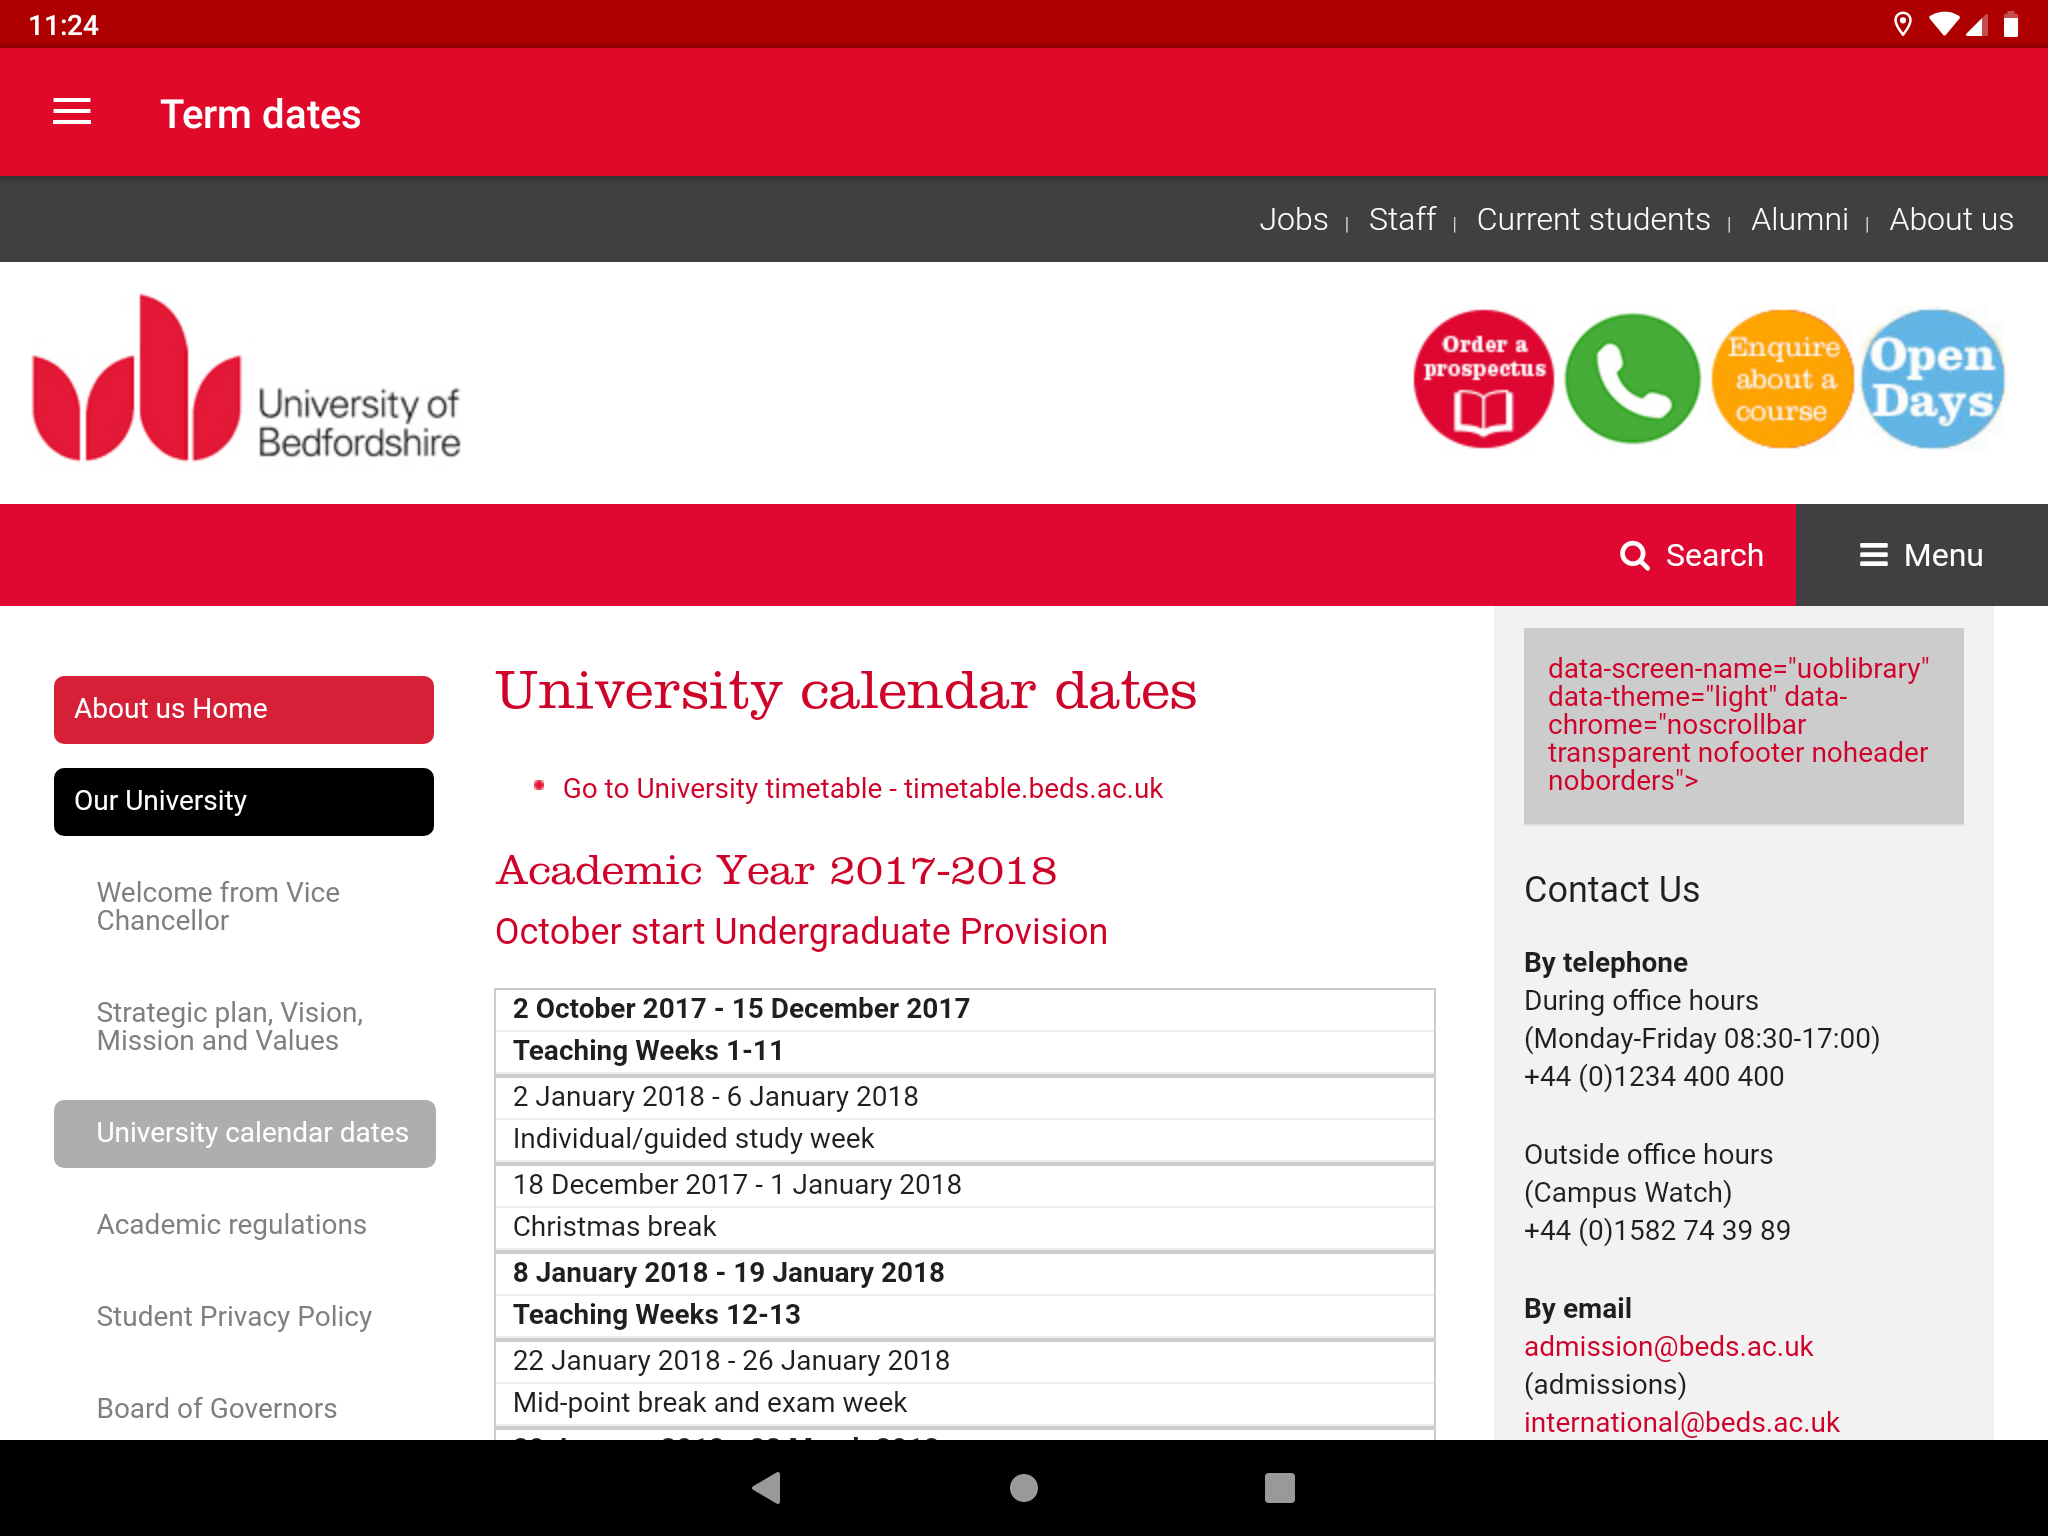 11:24
Term dates
Jobs | Staff | Current students | Alumni | About us
University of
Bedfordshire
Order a
prospectus
Enquire
about a
course
Open
Days
Search
Menu
About us Home
Our University
Welcome from Vice
Chancellor
Strategic plan, Vision,
Mission and Values
University calendar dates
Academic regulations
Student Privacy Policy
Board of Governors
University calendar dates
Go to University timetable - timetable.beds.ac.uk
Academic Year 2017-2018
October start Undergraduate Provision
2 October 2017 - 15 December 2017
Teaching Weeks 1-11
2 January 2018 - 6 January 2018
Individual/guided study week
18 December 2017 - 1 January 2018
Christmas break
8 January 2018 - 19 January 2018
Teaching Weeks 12-13
22 January 2018 - 26 January 2018
Mid-point break and exam week
data-screen-name="uoblibrary"
data-theme="light" data-
chrome="noscrollbar
transparent nofooter noheader
noborders">
Contact Us
By telephone
During office hours
(Monday-Friday 08:30-17:00)
+44 (0)1234 400 400
Outside office hours
(Campus Watch)
+44 (0)1582 74 39 89
By email
admission@beds.ac.uk
(admissions)
international@beds.ac.uk